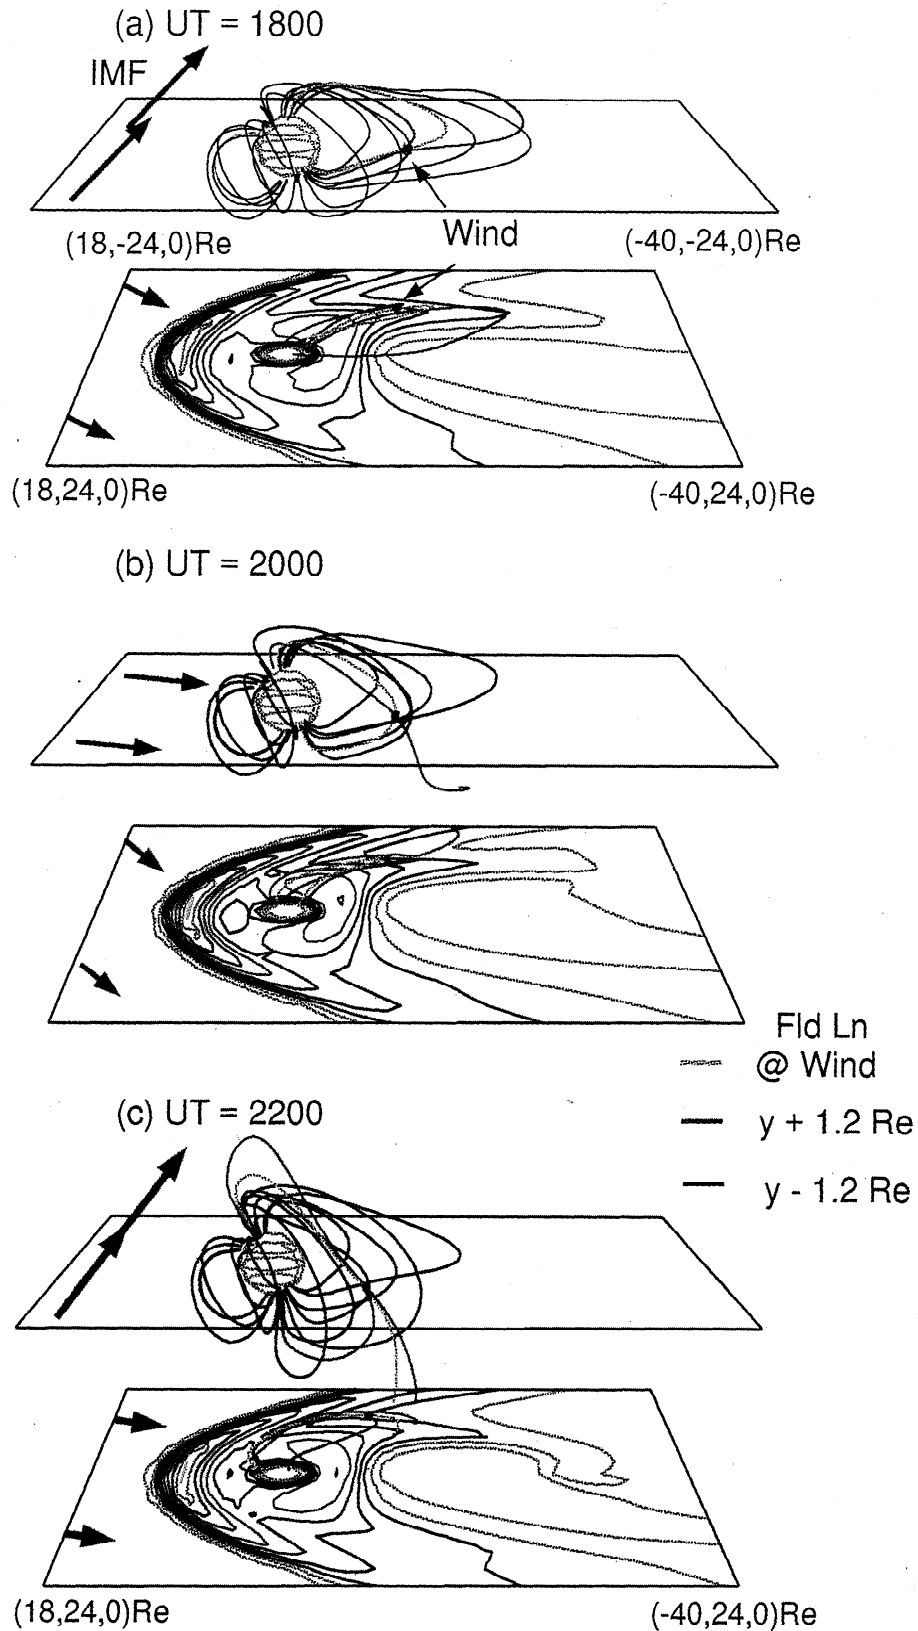 (a) UT = 1800
IMF
Wind
(18,-24,0)Re
(-40,-24,0)Re
(18,24,0)Re
(-40,24,0)Re
(b) UT = 2000
Fld Ln
@ Wind
y + 1.2 Re
y - 1.2 Re
(c) UT = 2200
(18,24,0)Re
(-40,24,0)Re